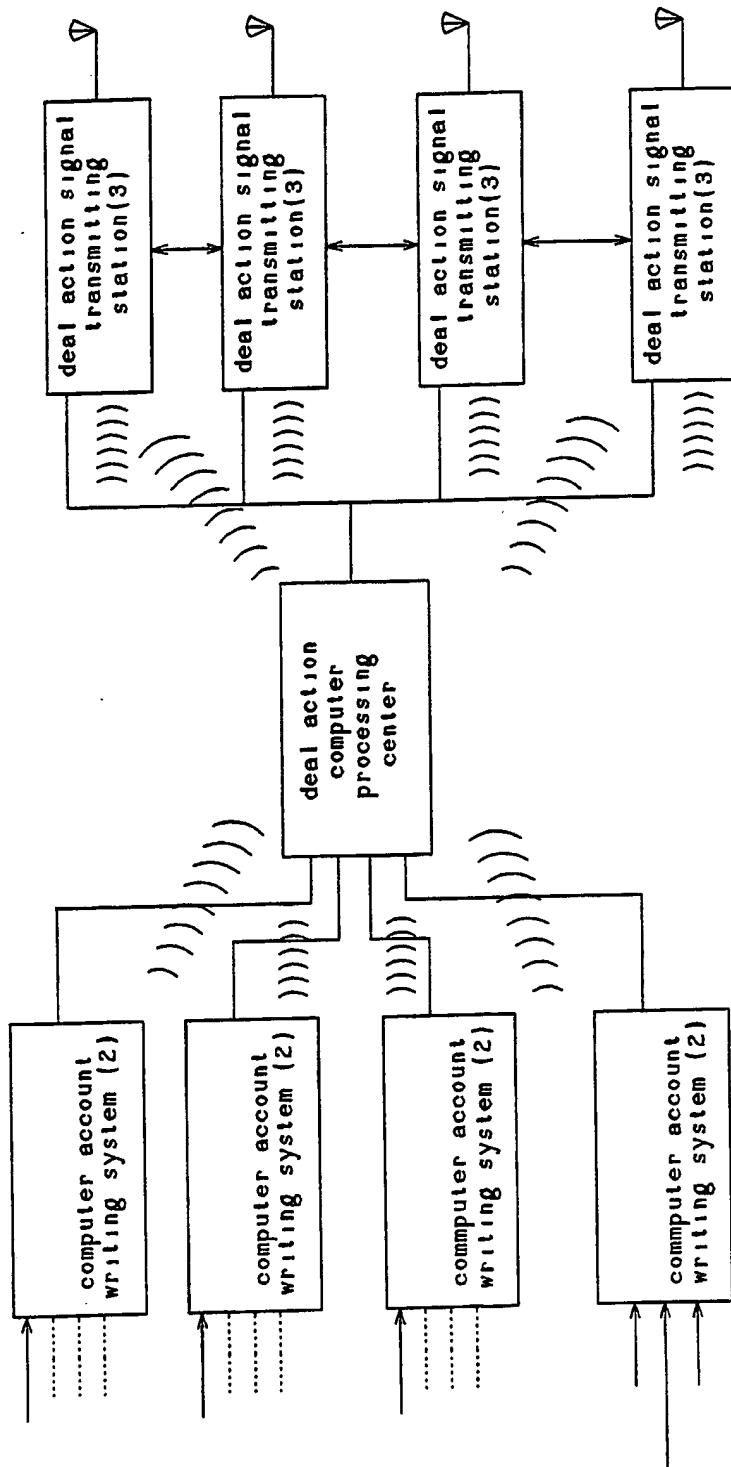 computer account
writing system (2)
computer account
writing system (2)
commputer account
writing system (2)
commputer account
writing system (2)
deal action
computer
processing
center
deal action signal
transmitting
station(3)
deal action signal
transmitting
station(3)
deal action signal
transmitting
station(3)
deal action signal
transmitting
station(3)